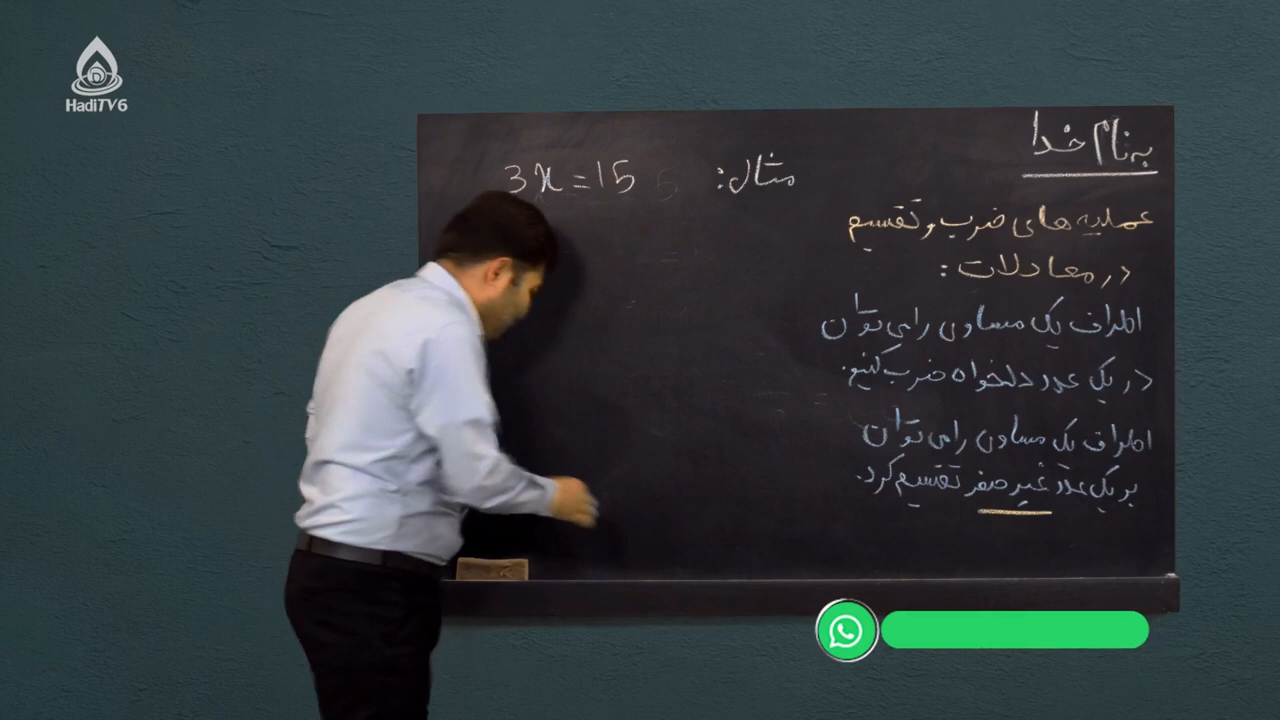 به نام خدا
عملیه های ضرب و تقسیم
در معادلات:
اطراف یک مساوی را می توان
در یک عدد دلخواه ضرب کنیم.
اطراف یک مساوی را می توان
بر یک عدد غیر صفر تقسیم کرد.
مثال: 3x=15
HadiTV6